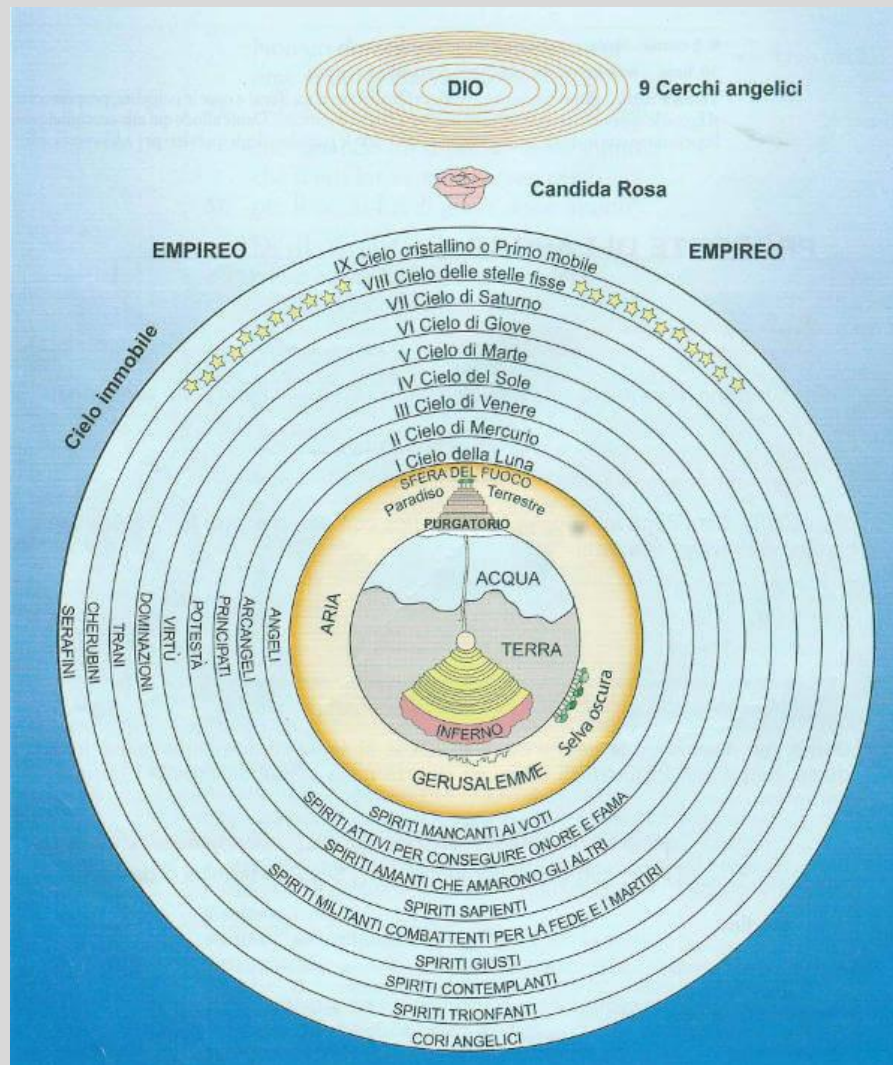 DIO
9 Cerchi angelici
Candida Rosa
EMPIREO
EMPIREO
Cielo immobile
IX Cielo cristallino o Primo mobile
VIII Cielo delle stelle fisse
VII Cielo di Saturno
VI Cielo di Giove
V Cielo di Marte
IV Cielo del Sole
III Cielo di Venere
II Cielo di Mercurio
I Cielo della Luna
SFERA DEL FUOCO
Paradiso Terrestre
PURGATORIO
ACQUA
ARIA
TERRA
INFERNO
Selva oscura
GERUSALEMME
SERAFINI
CHERUBINI
TRANI
DOMINAZIONI
VIRTÙ
POTESTÀ
PRINCIPATI
ARCANGELI
ANGELI
SPIRITI MANCANTI AI VOTI
SPIRITI ATTIVI PER CONSEGUIRE ONORE E FAMA
SPIRITI AMANTI CHE AMARONO GLI ALTRI
SPIRITI SAPIENTI
SPIRITI MILITANTI COMBATTENTI PER LA FEDE E I MARTIRI
SPIRITI GIUSTI
SPIRITI CONTEMPLANTI
SPIRITI TRIONFANTI
CORI ANGELICI